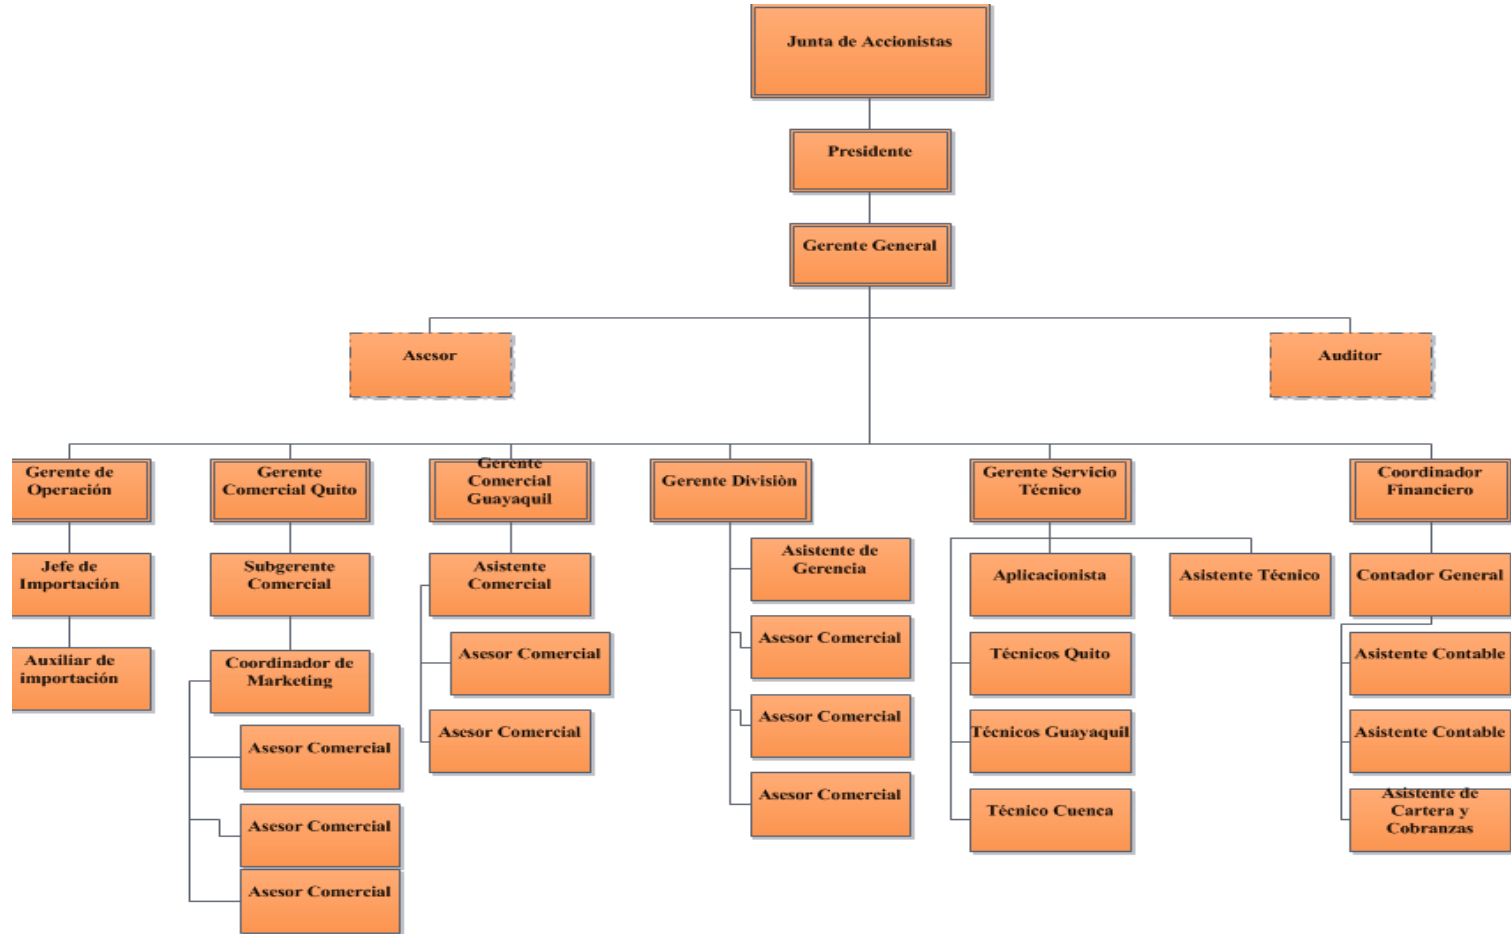 Junta de Accionistas
Presidente
Gerente General
Asesor
Auditor
Gerente de
Operación
Gerente
Comercial Quito
Gerente
Comercial
Guayaquil
Gerente Divisiòn
Gerente Servicio
Técnico
Coordinador
Financiero
Jefe de
Importación
Subgerente
Comercial
Asistente
Comercial
Asistente de
Gerencia
Aplicacionista
Asistente Técnico
Contador General
Auxiliar de
importación
Coordinador de
Marketing
Asesor Comercial
Asesor Comercial
Técnicos Quito
Asistente Contable
Asesor Comercial
Asesor Comercial
Asesor Comercial
Técnicos Guayaquil
Asistente Contable
Asesor Comercial
Asesor Comercial
Técnico Cuenca
Asistente de
Cartera y
Cobranzas
Asesor Comercial